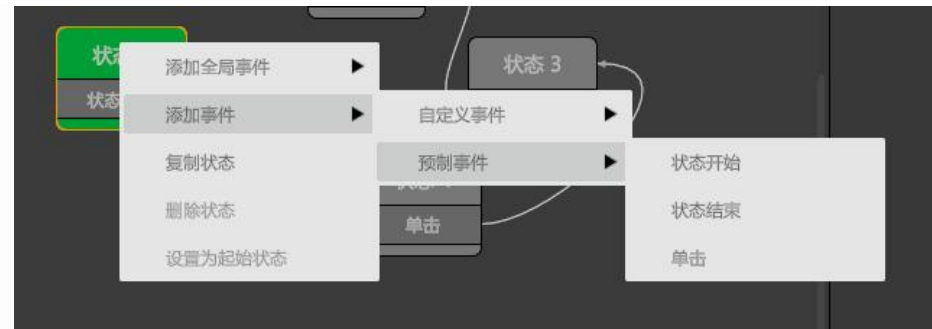 状态 3
状态
添加全局事件
添加事件
自定义事件
复制状态
预制事件
状态开始
删除状态
单击
状态结束
设置为起始状态
单击